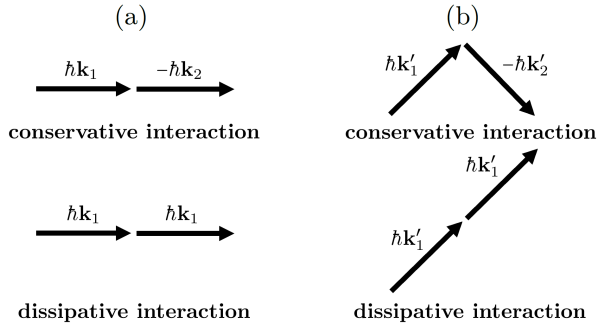 (a)
ħk₁ –ħk₂
conservative interaction
ħk₁ ħk₁
dissipative interaction
(b)
ħk′₁ –ħk′₂
conservative interaction
ħk′₁
ħk′₁
dissipative interaction